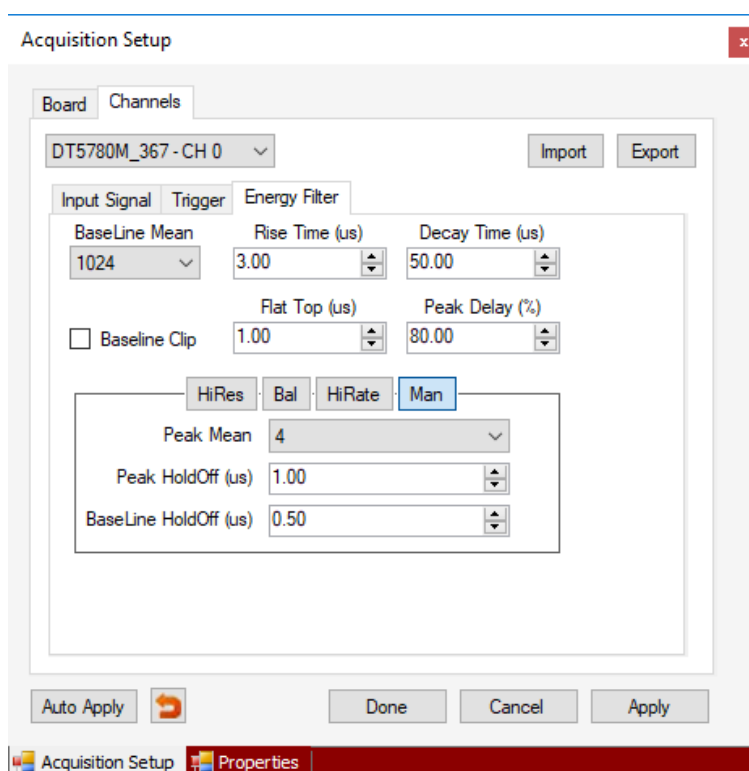 Acquisition Setup
x
Board Channels
DT5780M_367 - CH 0 Import Export
Input Signal Trigger Energy Filter
BaseLine Mean Rise Time (us) Decay Time (us)
1024 3.00 50.00
Flat Top (us) Peak Delay (%)
Baseline Clip 1.00 80.00
HiRes Bal HiRate Man
Peak Mean 4
Peak HoldOff (us) 1.00
BaseLine HoldOff (us) 0.50
Auto Apply Done Cancel Apply
Acquisition Setup Properties